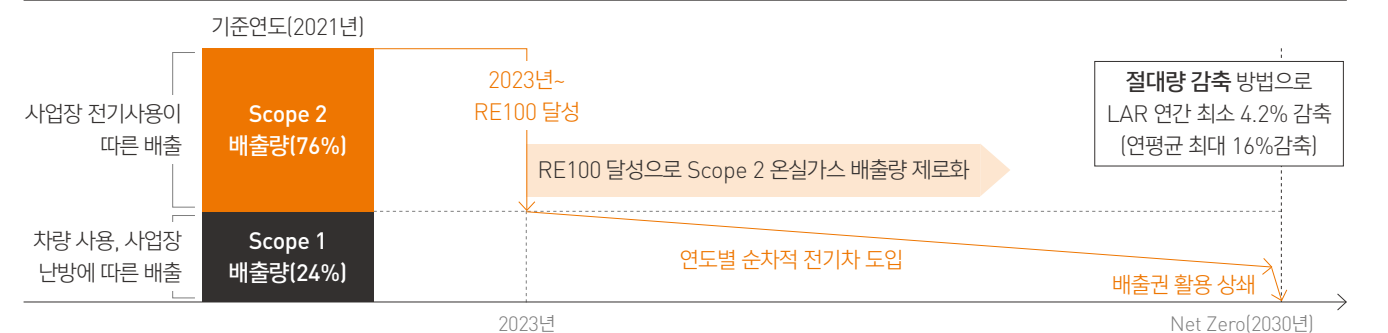 기준연도(2021년)
사업장 전기사용이
따른 배출
Scope 2
배출량(76%)
2023년~
RE100 달성
절대량 감축 방법으로
LAR 연간 최소 4.2% 감축
(연평균 최대 16%감축)
RE100 달성으로 Scope 2 온실가스 배출량 제로화
차량 사용, 사업장
난방에 따른 배출
Scope 1
배출량(24%)
연도별 순차적 전기차 도입
배출권 활용 상쇄
2023년
Net Zero(2030년)